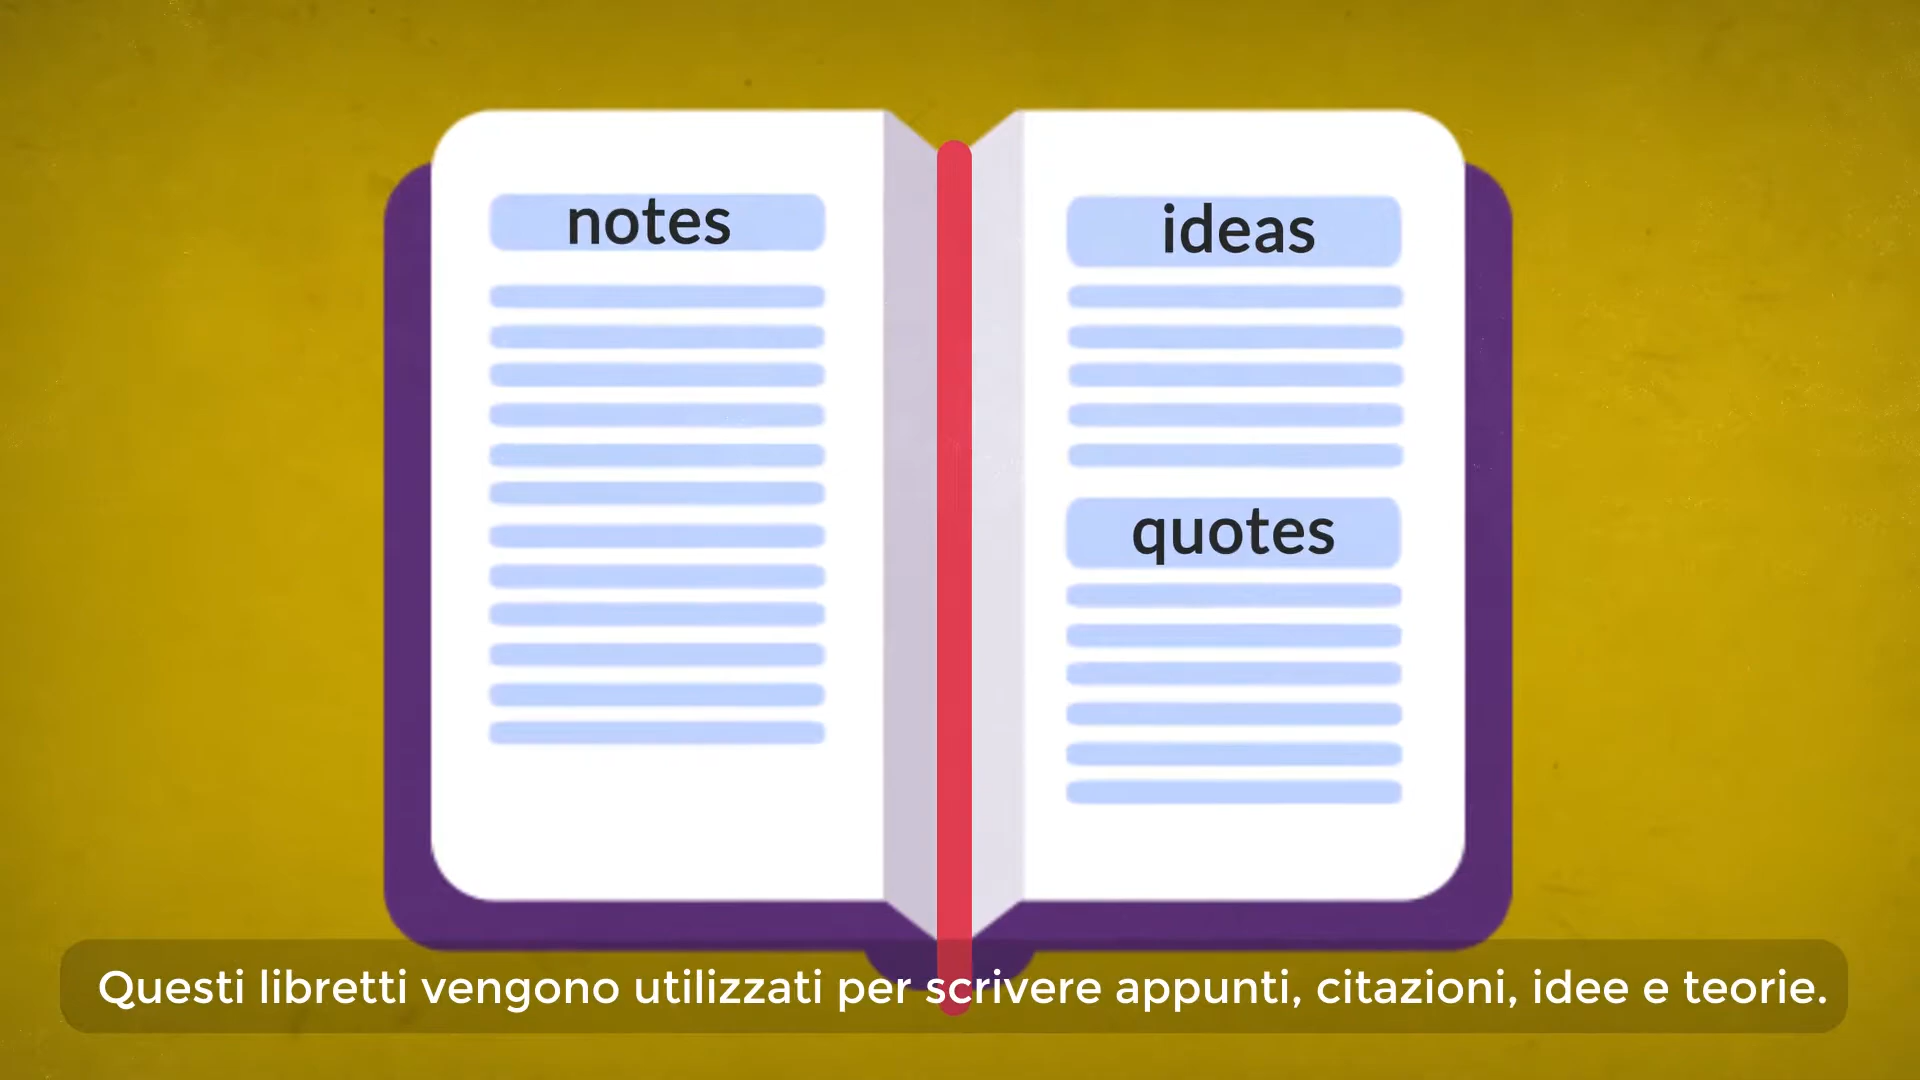 notes
ideas
quotes
Questi libretti vengono utilizzati per scrivere appunti, citazioni, idee e teorie.